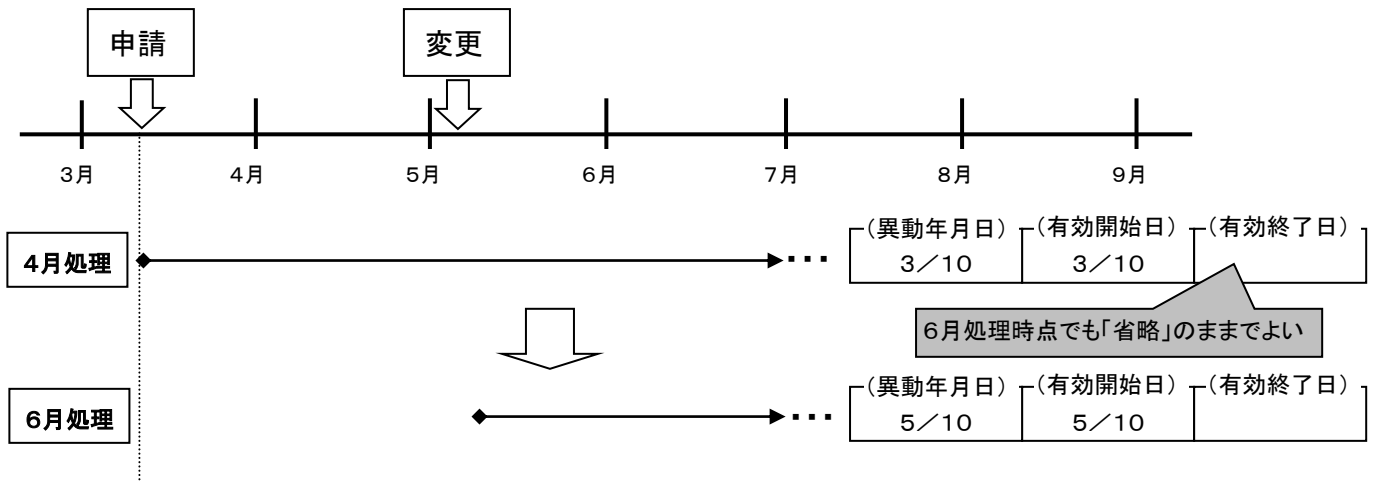 申請
変更
3月 4月 5月 6月 7月 8月 9月
4月処理
(異動年月日) (有効開始日) (有効終了日)
3/10 3/10
6月処理時点でも「省略」のままでよい
6月処理
(異動年月日) (有効開始日) (有効終了日)
5/10 5/10